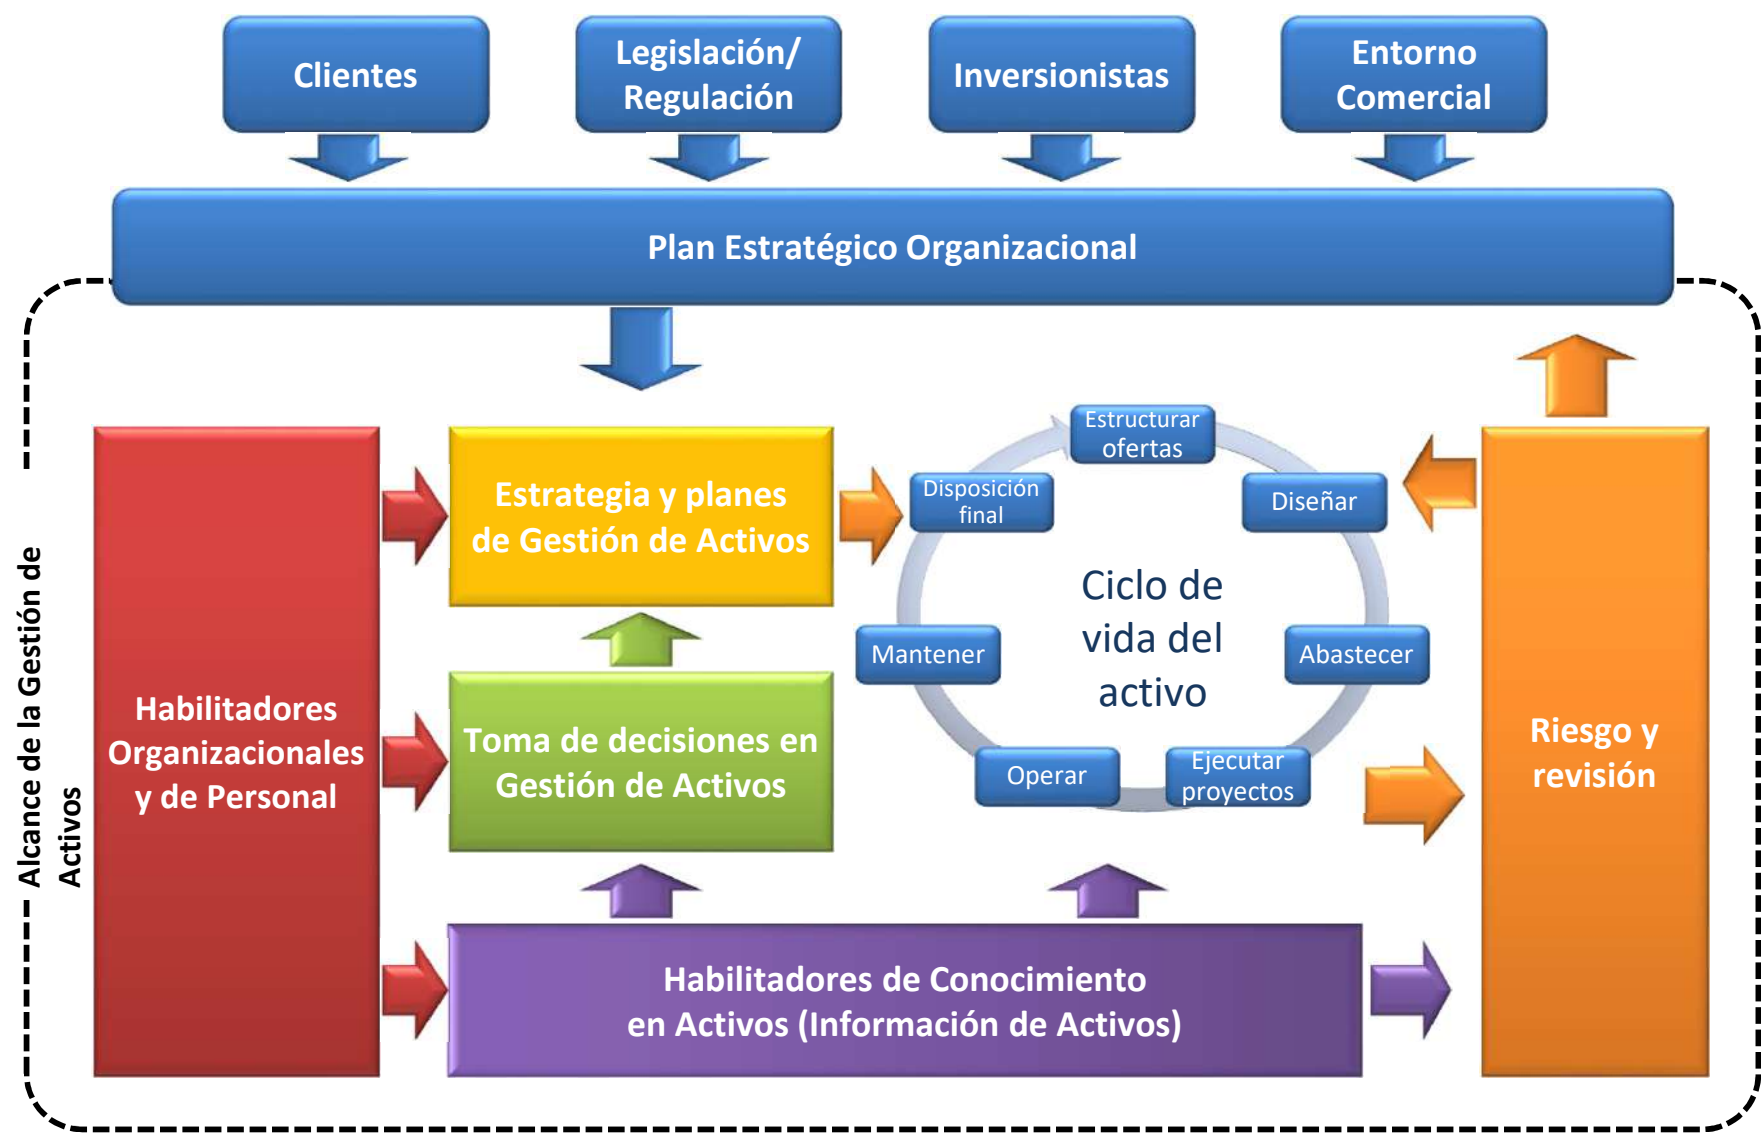 Clientes
Legislación/
Regulación
Inversionistas
Entorno
Comercial
Plan Estratégico Organizacional
Alcance de la Gestión de
Activos
Habilitadores
Organizacionales
y de Personal
Estrategia y planes
de Gestión de Activos
Toma de decisiones en
Gestión de Activos
Estructurar
ofertas
Diseñar
Abastecer
Ejecutar
proyectos
Operar
Mantener
Disposición
final
Ciclo de
vida del
activo
Riesgo y
revisión
Habilitadores de Conocimiento
en Activos (Información de Activos)